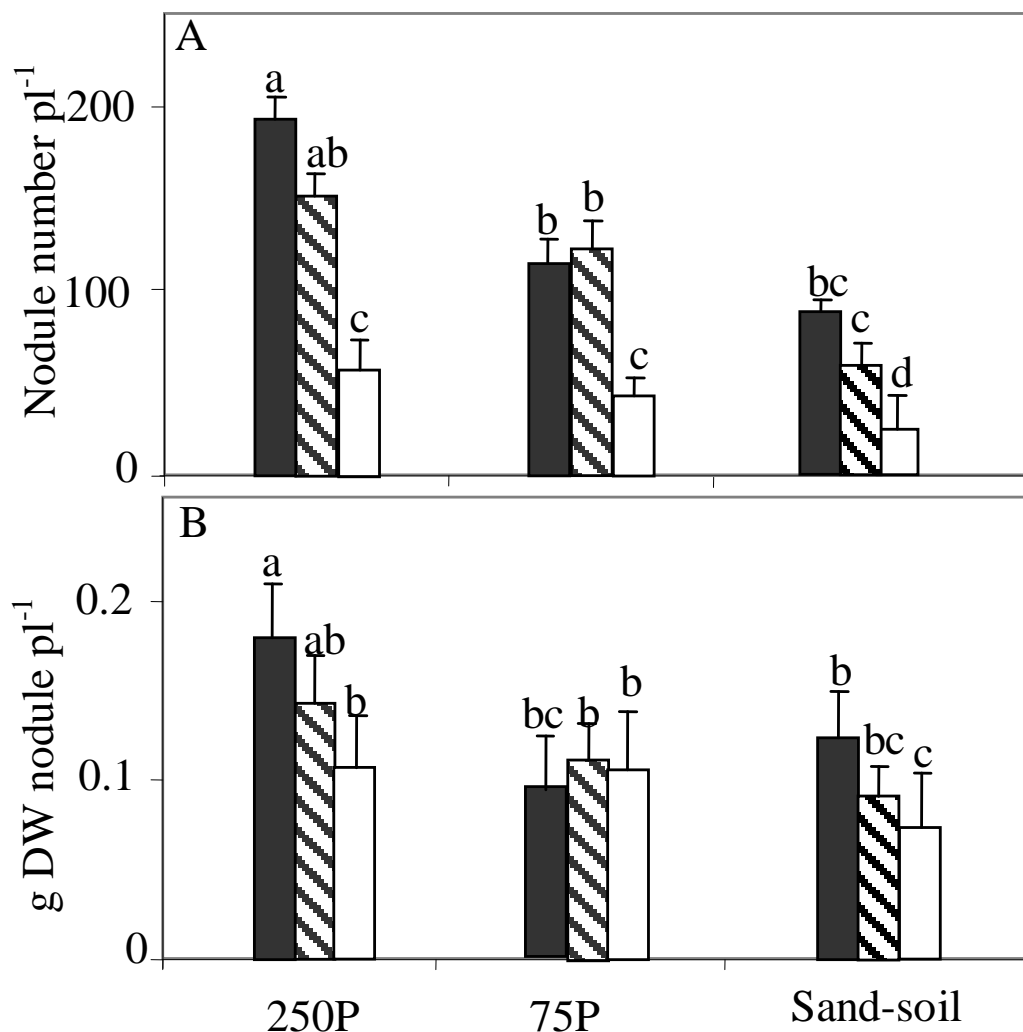 A
Nodule number pl⁻¹
200
100
0
a
ab
c
b
b
c
bc
c
d
B
g DW nodule pl⁻¹
0.2
0.1
0
a
ab
b
bc
b
b
b
bc
c
250P
75P
Sand-soil